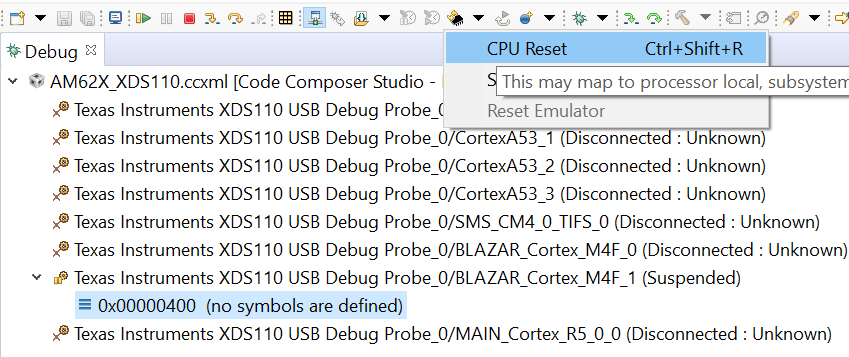 CPU Reset Ctrl+Shift+R
S
This may map to processor local, subsystem
Reset Emulator
Debug
AM62X_XDS110.ccxml [Code Composer Studio -
Texas Instruments XDS110 USB Debug Probe_0/
Texas Instruments XDS110 USB Debug Probe_0/CortexA53_1 (Disconnected : Unknown)
Texas Instruments XDS110 USB Debug Probe_0/CortexA53_2 (Disconnected : Unknown)
Texas Instruments XDS110 USB Debug Probe_0/CortexA53_3 (Disconnected : Unknown)
Texas Instruments XDS110 USB Debug Probe_0/SMS_CM4_0_TIFS_0 (Disconnected : Unknown)
Texas Instruments XDS110 USB Debug Probe_0/BLAZAR_Cortex_M4F_0 (Disconnected : Unknown)
Texas Instruments XDS110 USB Debug Probe_0/BLAZAR_Cortex_M4F_1 (Suspended)
0x00000400 (no symbols are defined)
Texas Instruments XDS110 USB Debug Probe_0/MAIN_Cortex_R5_0_0 (Disconnected : Unknown)